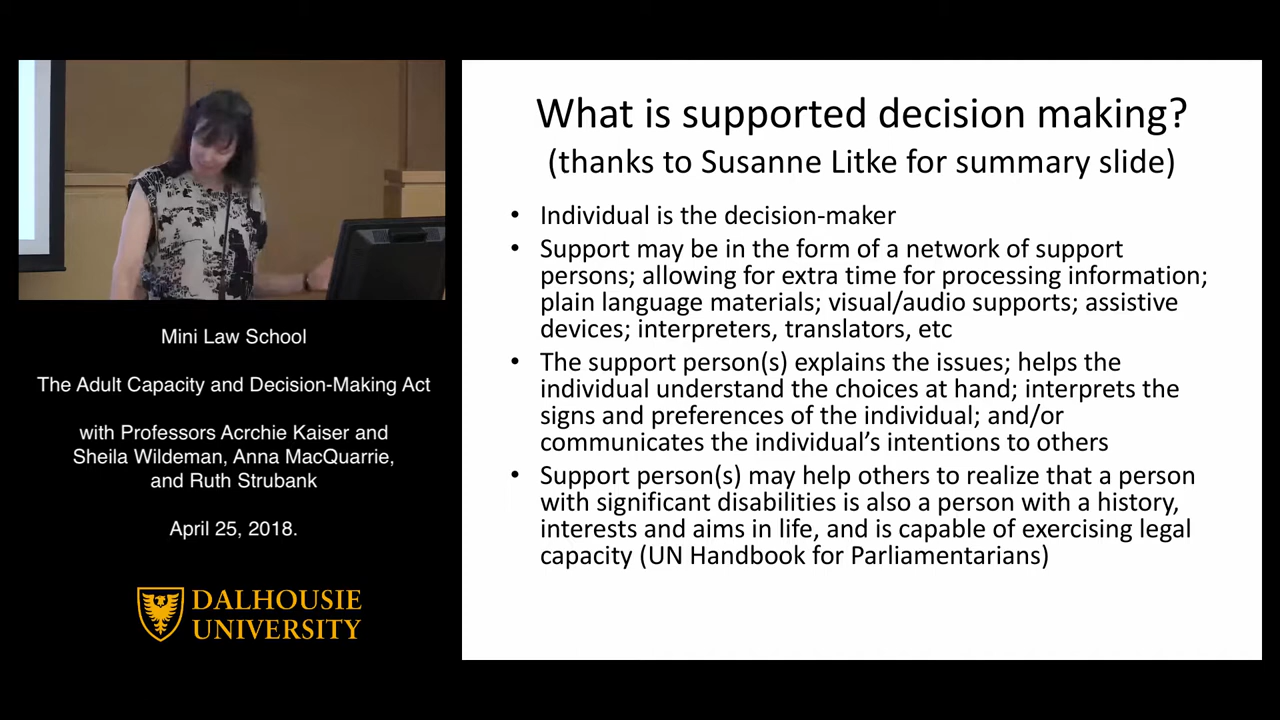 Mini Law School
The Adult Capacity and Decision-Making Act
with Professors Acrchie Kaiser and
Sheila Wildeman, Anna MacQuarrie,
and Ruth Strubank
April 25, 2018.
DALHOUSIE
UNIVERSITY
What is supported decision making?
(thanks to Susanne Litke for summary slide)
• Individual is the decision-maker
• Support may be in the form of a network of support
persons; allowing for extra time for processing information;
plain language materials; visual/audio supports; assistive
devices; interpreters, translators, etc
• The support person(s) explains the issues; helps the
individual understand the choices at hand; interprets the
signs and preferences of the individual; and/or
communicates the individual's intentions to others
• Support person(s) may help others to realize that a person
with significant disabilities is also a person with a history,
interests and aims in life, and is capable of exercising legal
capacity (UN Handbook for Parliamentarians)